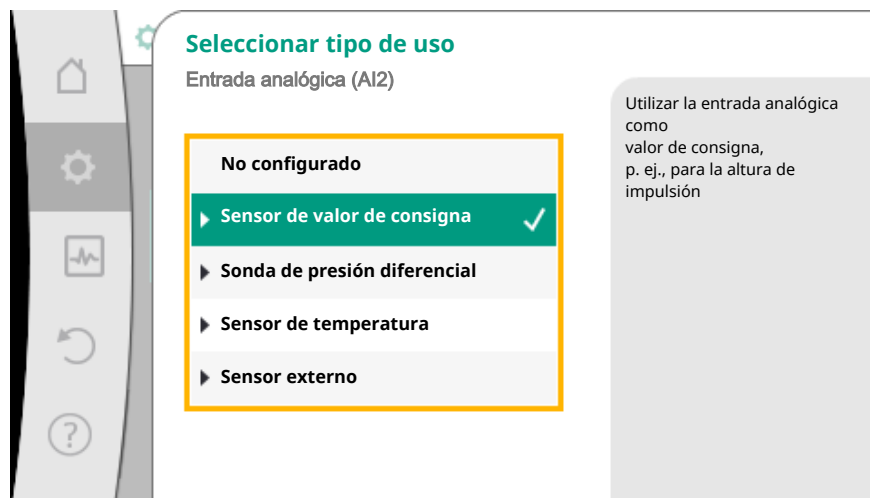 Seleccionar tipo de uso
Entrada analógica (AI2)
No configurado
Sensor de valor de consigna
Sonda de presión diferencial
Sensor de temperatura
Sensor externo
Utilizar la entrada analógica
como
valor de consigna,
p. ej., para la altura de
impulsión
?